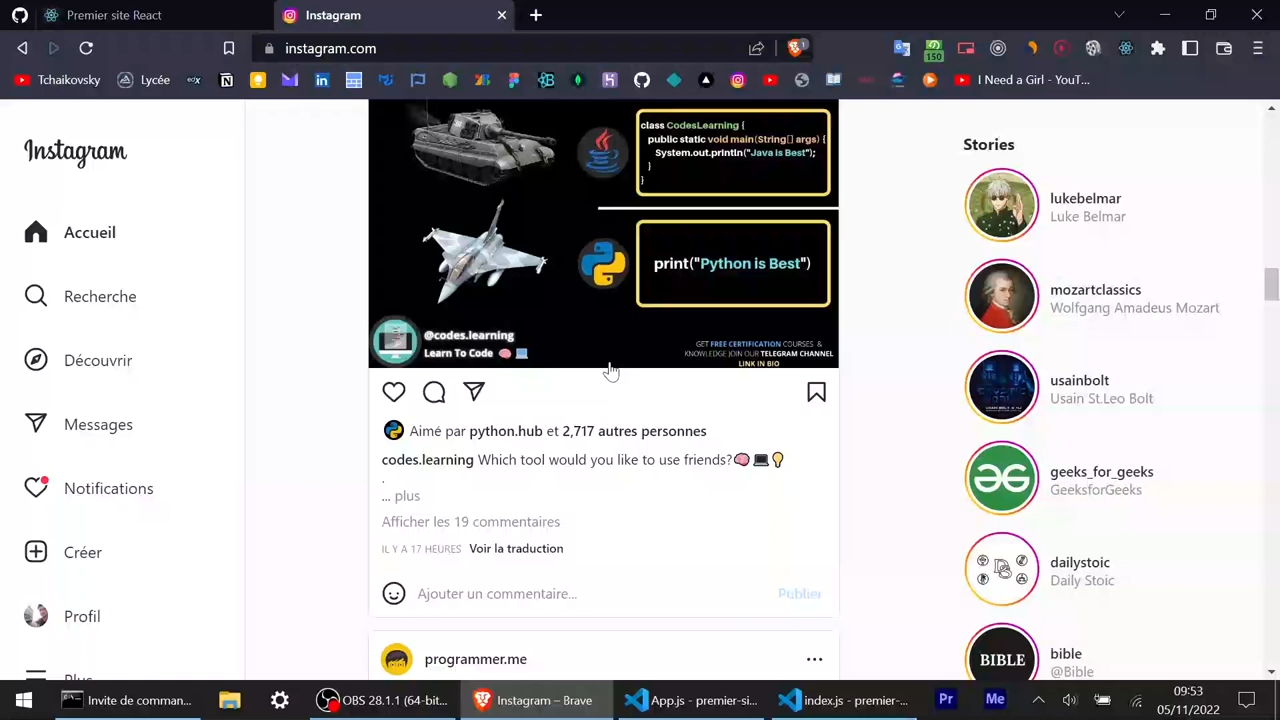 Premier site React
Instagram
instagram.com
1
150
Tchaikovsky
Lycée
I Need a Girl - YouT...
Instagram
Accueil
Recherche
Découvrir
Messages
Notifications
Créer
Profil
class CodesLearning {
public static void main(String[] args) {
System.out.println("Java is Best");
}
}
print("Python is Best")
@codes.learning
Learn To Code
GET FREE CERTIFICATION COURSES &
KNOWLEDGE JOIN OUR TELEGRAM CHANNEL
LINK IN BIO
Aimé par python.hub et 2,717 autres personnes
codes.learning Which tool would you like to use friends?🧠💻💡
.
... plus
Afficher les 19 commentaires
IL Y A 17 HEURES Voir la traduction
Ajouter un commentaire... Publier
programmer.me
Stories
lukebelmar
Luke Belmar
mozartclassics
Wolfgang Amadeus Mozart
usainbolt
Usain St.Leo Bolt
geeks_for_geeks
GeeksforGeeks
dailystoic
Daily Stoic
BIBLE
bible
@Bible
Invite de comman...
OBS 28.1.1 (64-bit...
Instagram – Brave
App.js - premier-si...
index.js - premier-...
Pr
Me
09:53
05/11/2022